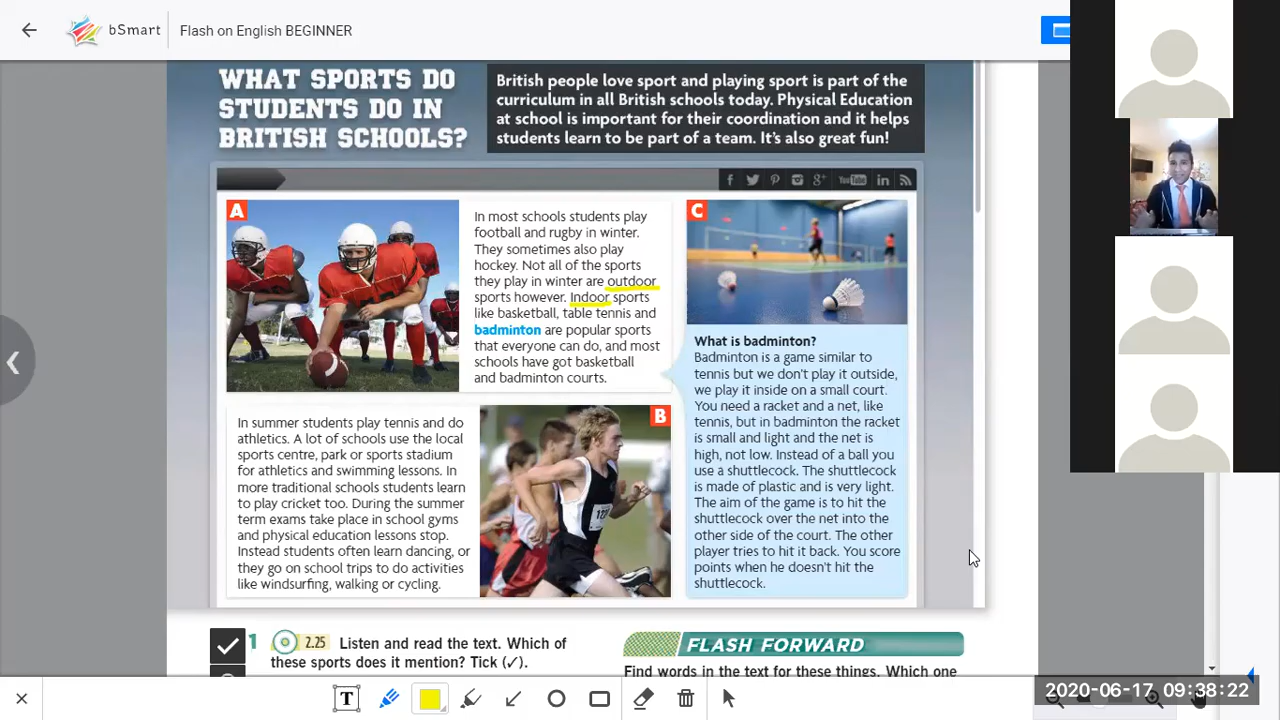 bSmart
Flash on English BEGINNER
WHAT SPORTS DO
STUDENTS DO IN
BRITISH SCHOOLS?
British people love sport and playing sport is part of the
curriculum in all British schools today. Physical Education
at school is important for their coordination and it helps
students learn to be part of a team. It's also great fun!
f
g+
You Tube
in
A
In most schools students play
football and rugby in winter.
They sometimes also play
hockey. Not all of the sports
they play in winter are outdoor
sports however. Indoor sports
like basketball, table tennis and
badminton are popular sports
that everyone can do, and most
schools have got basketball
and badminton courts.
C
What is badminton?
Badminton is a game similar to
tennis but we don't play it outside,
we play it inside on a small court.
You need a racket and a net, like
tennis, but in badminton the racket
is small and light and the net is
high, not low. Instead of a ball you
use a shuttlecock. The shuttlecock
is made of plastic and is very light.
The aim of the game is to hit the
shuttlecock over the net into the
other side of the court. The other
player tries to hit it back. You score
points when he doesn't hit the
shuttlecock.
In summer students play tennis and do
athletics. A lot of schools use the local
sports centre, park or sports stadium
for athletics and swimming lessons. In
more traditional schools students learn
to play cricket too. During the summer
term exams take place in school gyms
and physical education lessons stop.
Instead students often learn dancing, or
they go on school trips to do activities
like windsurfing, walking or cycling.
B
1 2.25 Listen and read the text. Which of
these sports does it mention? Tick (✓).
FLASH FORWARD
Find words in the text for these things. Which one
T
2020-06-17 09:38:22